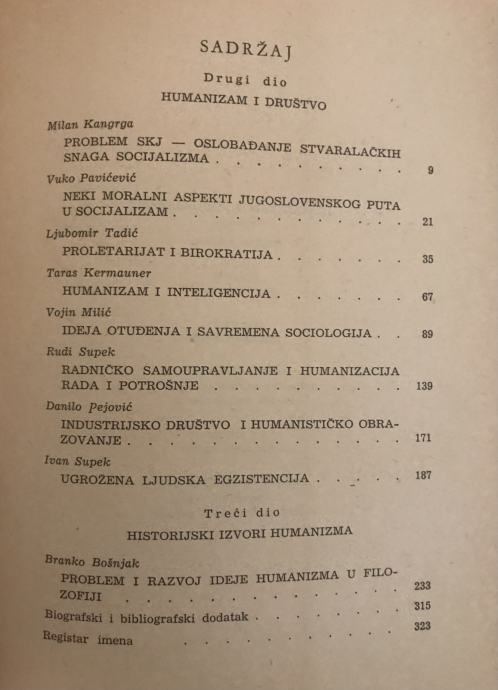 SADRŽAJ
Drugi dio
HUMANIZAM I DRUŠTVO
Milan Kangrga
PROBLEM SKJ — OSLOBAĐANJE STVARALAČKIH
SNAGA SOCIJALIZMA . . . . . . . . 9
Vuko Pavićević
NEKI MORALNI ASPEKTI JUGOSLOVENSKOG PUTA
U SOCIJALIZAM . . . . . . . . . . 21
Ljubomir Tadić
PROLETARIJAT I BIROKRATIJA . . . . . 35
Taras Kermauner
HUMANIZAM I INTELIGENCIJA . . . . . 67
Vojin Milić
IDEJA OTUĐENJA I SAVREMENA SOCIOLOGIJA . . 89
Rudi Supek
RADNIČKO SAMOUPRAVLJANJE I HUMANIZACIJA
RADA I POTROŠNJE . . . . . . . . 139
Danilo Pejović
INDUSTRIJSKO DRUŠTVO I HUMANISTIČKO OBRA-
ZOVANJE . . . . . . . . . . . . 171
Ivan Supek
UGROŽENA LJUDSKA EGZISTENCIJA . . . . . 187
Treći dio
HISTORIJSKI IZVORI HUMANIZMA
Branko Bošnjak
PROBLEM I RAZVOJ IDEJE HUMANIZMA U FILO-
ZOFIJI . . . . . . . . . . . . 233
Biografski i bibliografski dodatak . . . . . . 315
Registar imena . . . . . . . . . 323